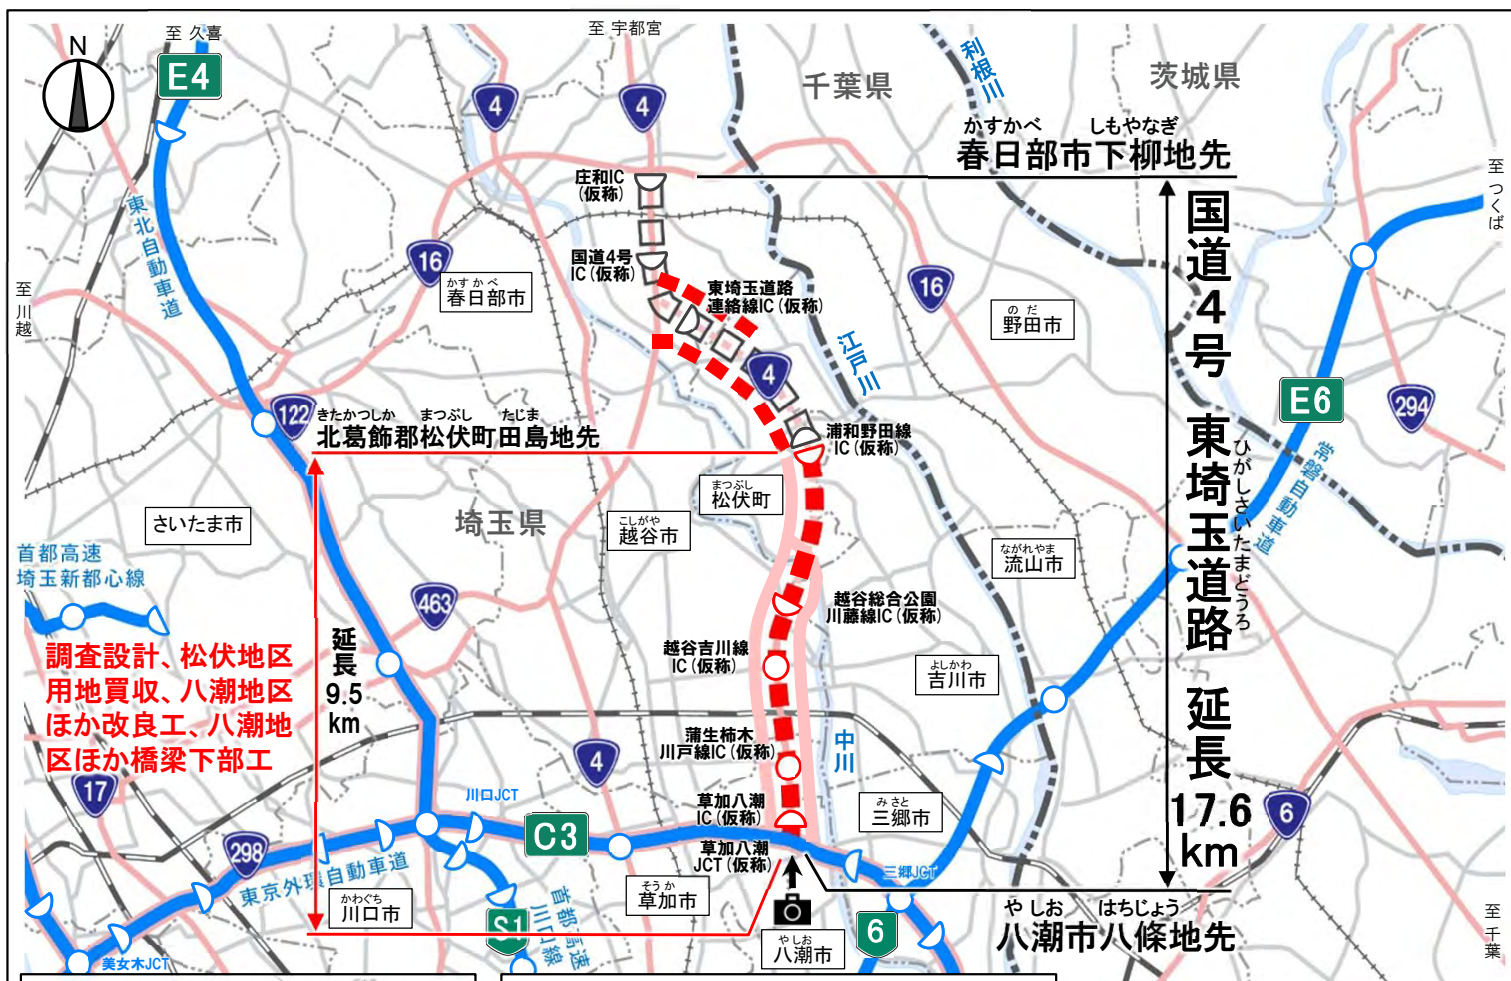 N
至 久喜
E4
至 宇都宮
4
4
千葉県
利根川
茨城県
かすかべ しもやなぎ
春日部市下柳地先
至 つくば
庄和IC
(仮称)
東北自動車道
国道4号
IC(仮称)
16
かすかべ
春日部市
東埼玉道路
連絡線IC(仮称)
16
のだ
野田市
至 川越
江戸川
4
E6
294
122
きたかつしか まつぶし たじま
北葛飾郡松伏町田島地先
浦和野田線
IC(仮称)
常磐自動車道
国道4号 東埼玉道路 延長
ひがしさいたまどうろ
17.6
km
まつぶし
松伏町
さいたま市
埼玉県
こしがや
越谷市
ながれやま
流山市
首都高速
埼玉新都心線
463
越谷総合公園
川藤線IC(仮称)
調査設計、松伏地区
用地買収、八潮地区
ほか改良工、八潮地
区ほか橋梁下部工
延長
9.5
km
越谷吉川線
IC(仮称)
よしかわ
吉川市
蒲生柿木
川戸線IC(仮称)
中川
4
17
川口JCT
草加八潮
IC(仮称)
みさと
三郷市
6
298
C3
草加八潮
JCT(仮称)
三郷JCT
東京外環自動車道
かわぐち
川口市
そうか
草加市
S1
首都高速
川口線
やしお
八潮市
6
やしお はちじょう
八潮市八條地先
至 千葉
美女木JCT